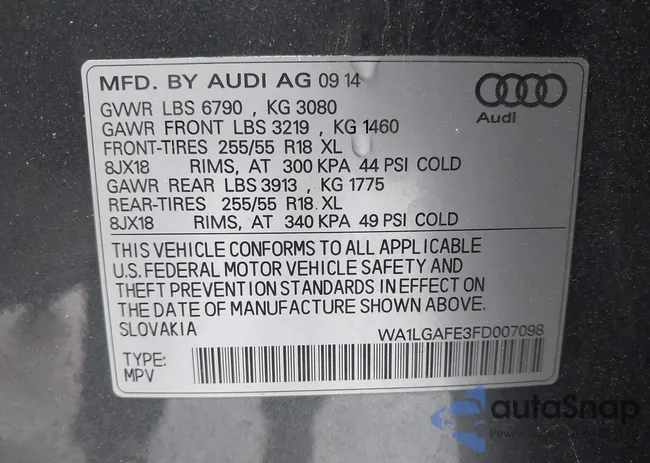 MFD. BY AUDI AG 09 14
Audi
GVWR LBS 6790 , KG 3080
GAWR FRONT LBS 3219 , KG 1460
FRONT-TIRES 255/55 R18 XL
8JX18 RIMS, AT 300 KPA 44 PSI COLD
GAWR REAR LBS 3913 , KG 1775
REAR-TIRES 255/55 R18 XL
8JX18 RIMS, AT 340 KPA 49 PSI COLD
THIS VEHICLE CONFORMS TO ALL APPLICABLE
U.S. FEDERAL MOTOR VEHICLE SAFETY AND
THEFT PREVENTION STANDARDS IN EFFECT ON
THE DATE OF MANUFACTURE SHOWN ABOVE.
SLOVAKIA WA1LGAFE3FD007098
TYPE:
MPV
autaSnap